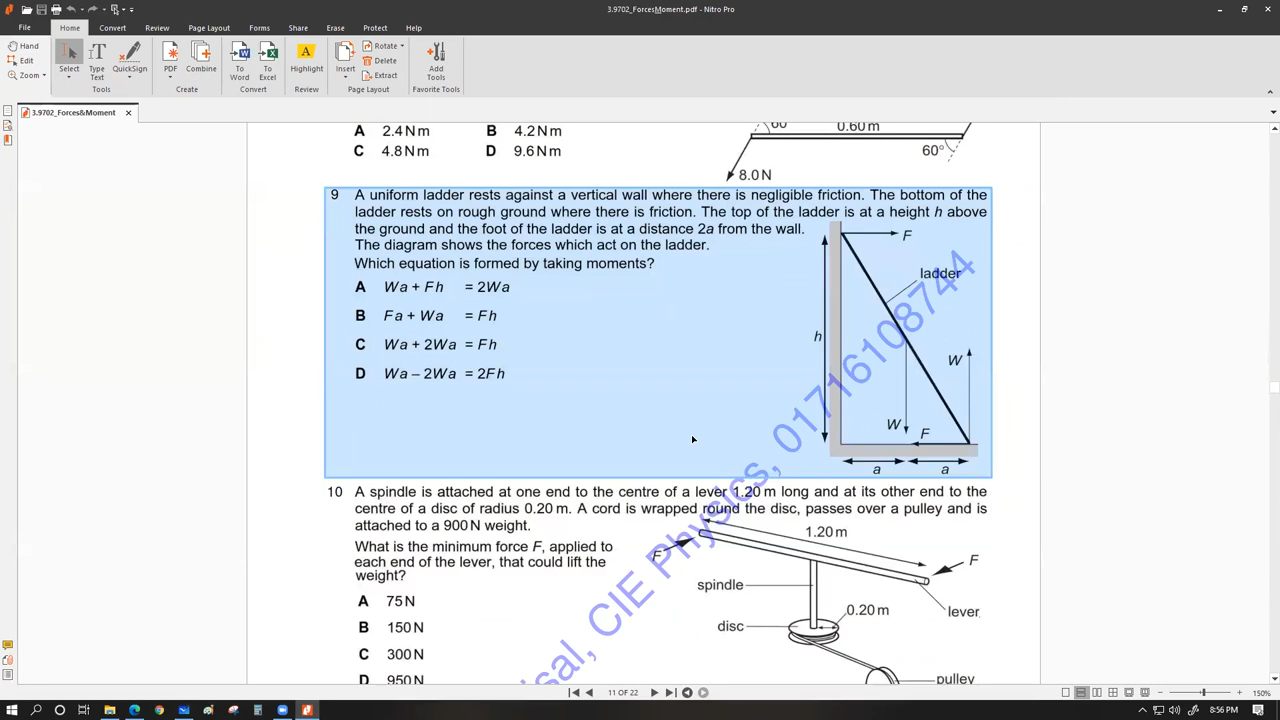 3.9702_ForcesMoment.pdf - Nitro Pro
File Home Convert Review Page Layout Forms Share Erase Protect Help
Hand
Edit
Zoom
Select
Type Text
QuickSign
Tools
PDF
Combine
Create
To Word
To Excel
Convert
Highlight
Review
Insert
Rotate
Delete
Extract
Page Layout
Add Tools
Favorite Tools
3.9702_Forces&Moment
A 2.4 N m B 4.2 N m
C 4.8 N m D 9.6 N m
60
0.60 m
60°
8.0 N
9 A uniform ladder rests against a vertical wall where there is negligible friction. The bottom of the
ladder rests on rough ground where there is friction. The top of the ladder is at a height h above
the ground and the foot of the ladder is at a distance 2a from the wall.
The diagram shows the forces which act on the ladder.
Which equation is formed by taking moments?
A Wa + Fh = 2Wa
B Fa + Wa = Fh
C Wa + 2Wa = Fh
D Wa – 2Wa = 2Fh
F
ladder
h
W
W
F
a
a
10 A spindle is attached at one end to the centre of a lever 1.20 m long and at its other end to the
centre of a disc of radius 0.20 m. A cord is wrapped round the disc, passes over a pulley and is
attached to a 900 N weight.
What is the minimum force F, applied to
each end of the lever, that could lift the
weight?
A 75 N
B 150 N
C 300 N
D 950 N
1.20 m
F
F
spindle
lever
0.20 m
disc
pulley
sal, CIE Physics, 01716108744
11 OF 22
150%
8:56 PM